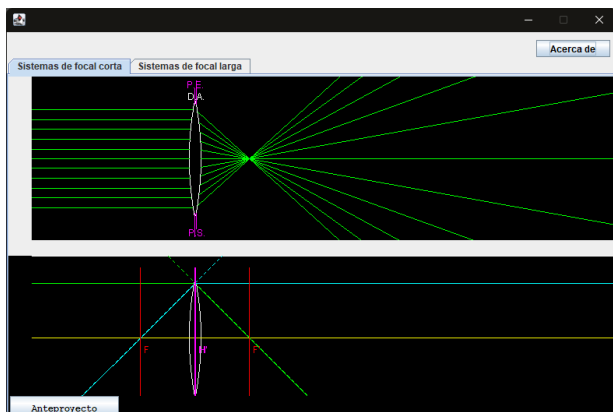 Acerca de
Sistemas de focal corta
Sistemas de focal larga
P.E.
D.A.
P.S.
F
H'
F'
Anteproyecto